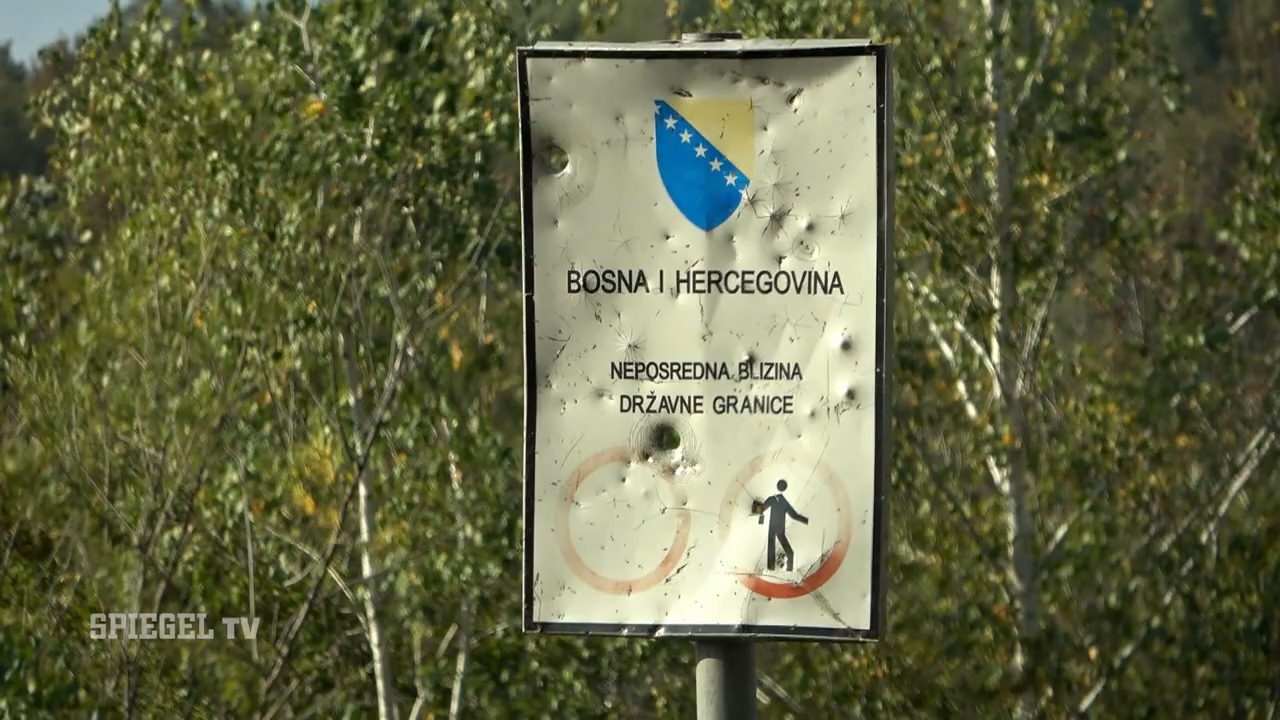 BOSNA I HERCEGOVINA
NEPOSREDNA BLIZINA
DRŽAVNE GRANICE
SPIEGEL TV